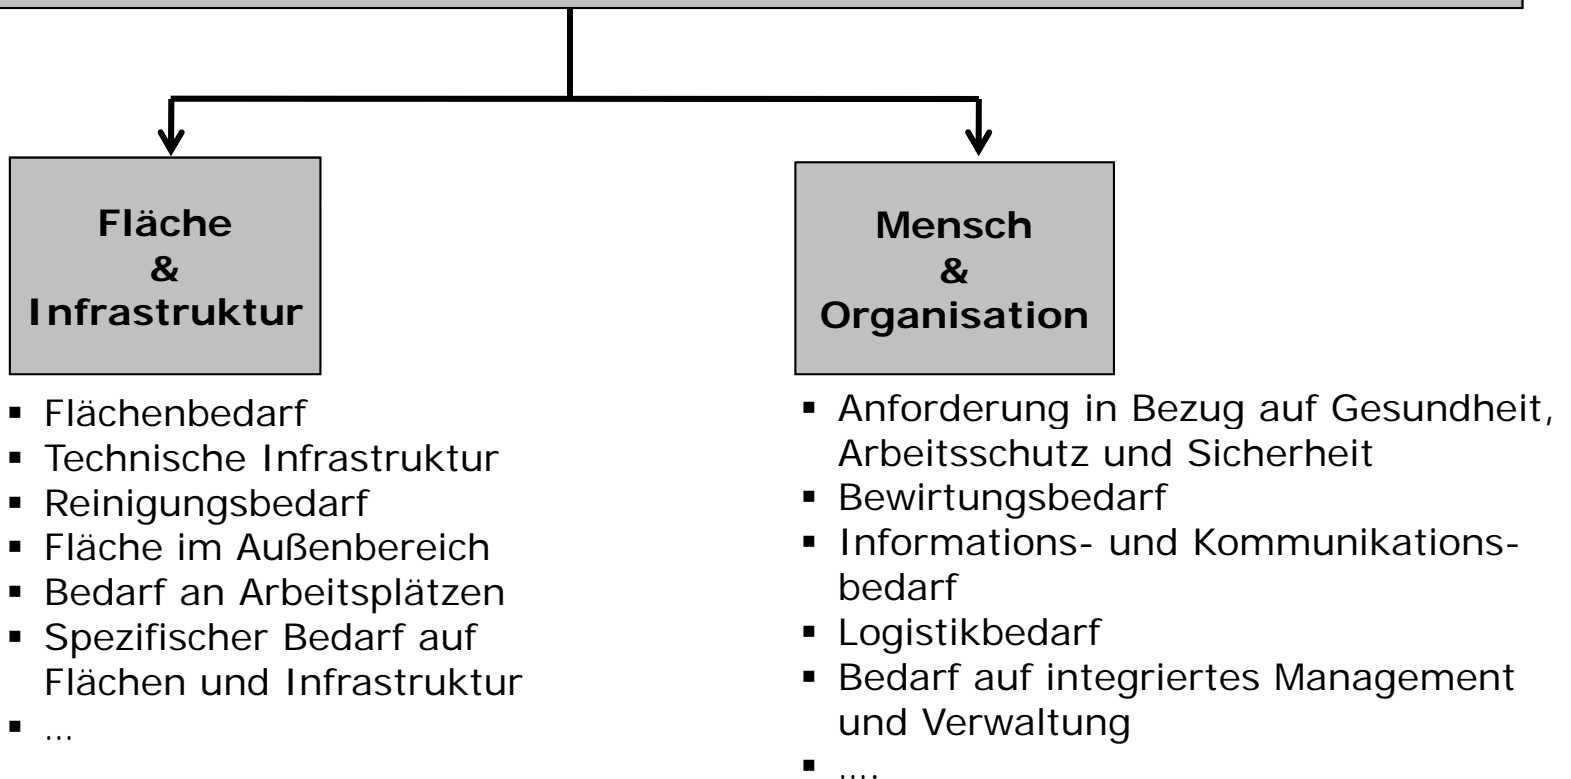 Fläche
&
Infrastruktur
▪ Flächenbedarf
▪ Technische Infrastruktur
▪ Reinigungsbedarf
▪ Fläche im Außenbereich
▪ Bedarf an Arbeitsplätzen
▪ Spezifischer Bedarf auf
Flächen und Infrastruktur
▪ ...
Mensch
&
Organisation
▪ Anforderung in Bezug auf Gesundheit,
Arbeitsschutz und Sicherheit
▪ Bewirtungsbedarf
▪ Informations- und Kommunikations-
bedarf
▪ Logistikbedarf
▪ Bedarf auf integriertes Management
und Verwaltung
▪ ....